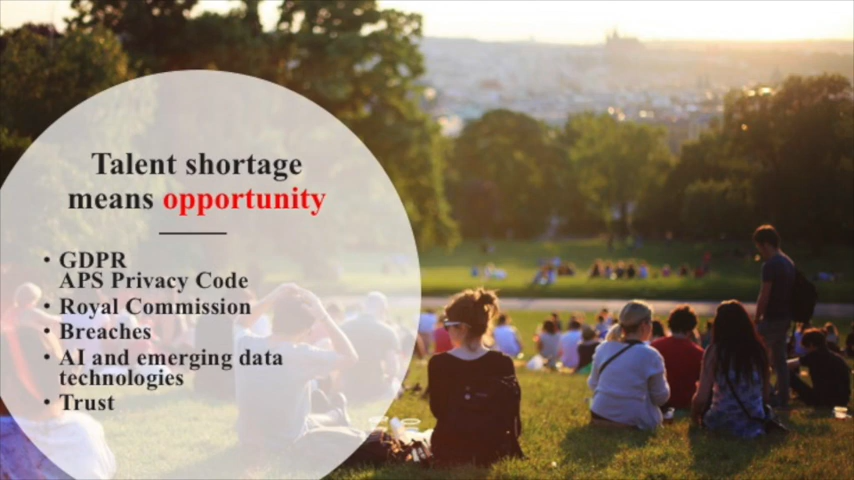 Talent shortage
means opportunity
• GDPR
APS Privacy Code
• Royal Commission
• Breaches
• AI and emerging data
technologies
• Trust